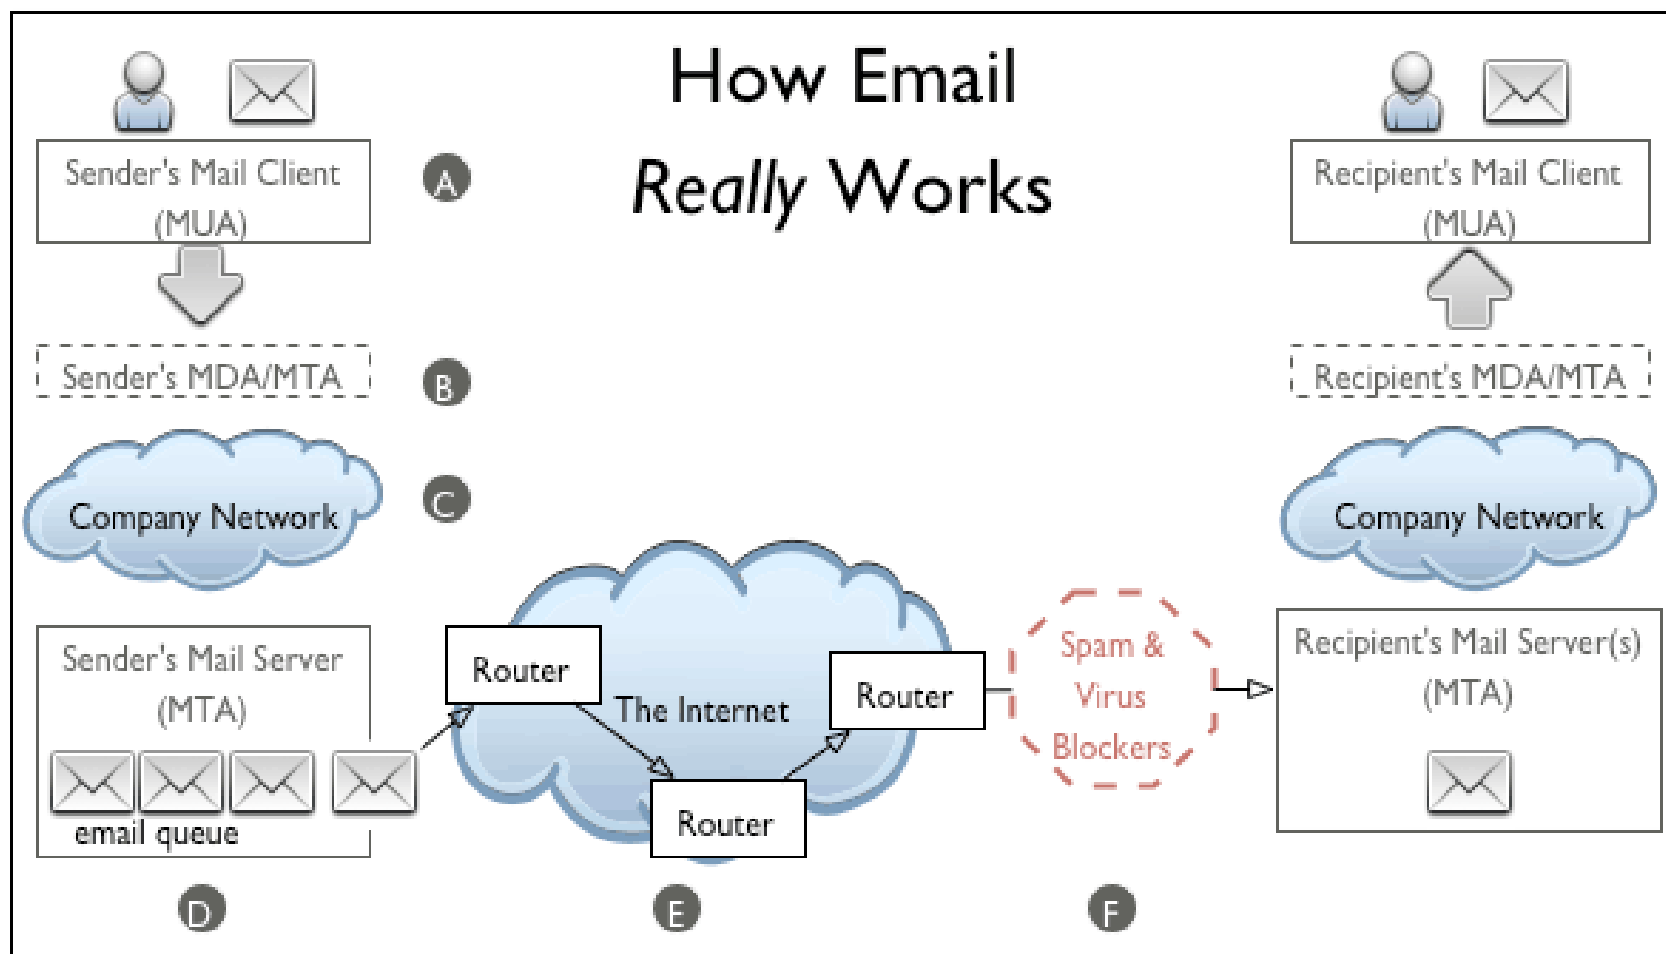 How Email
Really Works
Sender's Mail Client
(MUA)
A
Recipient's Mail Client
(MUA)
Sender's MDA/MTA
B
Recipient's MDA/MTA
Company Network
C
Company Network
Sender's Mail Server
(MTA)
email queue
Router
The Internet
Router
Router
Spam &
Virus
Blockers
Recipient's Mail Server(s)
(MTA)
D
E
F